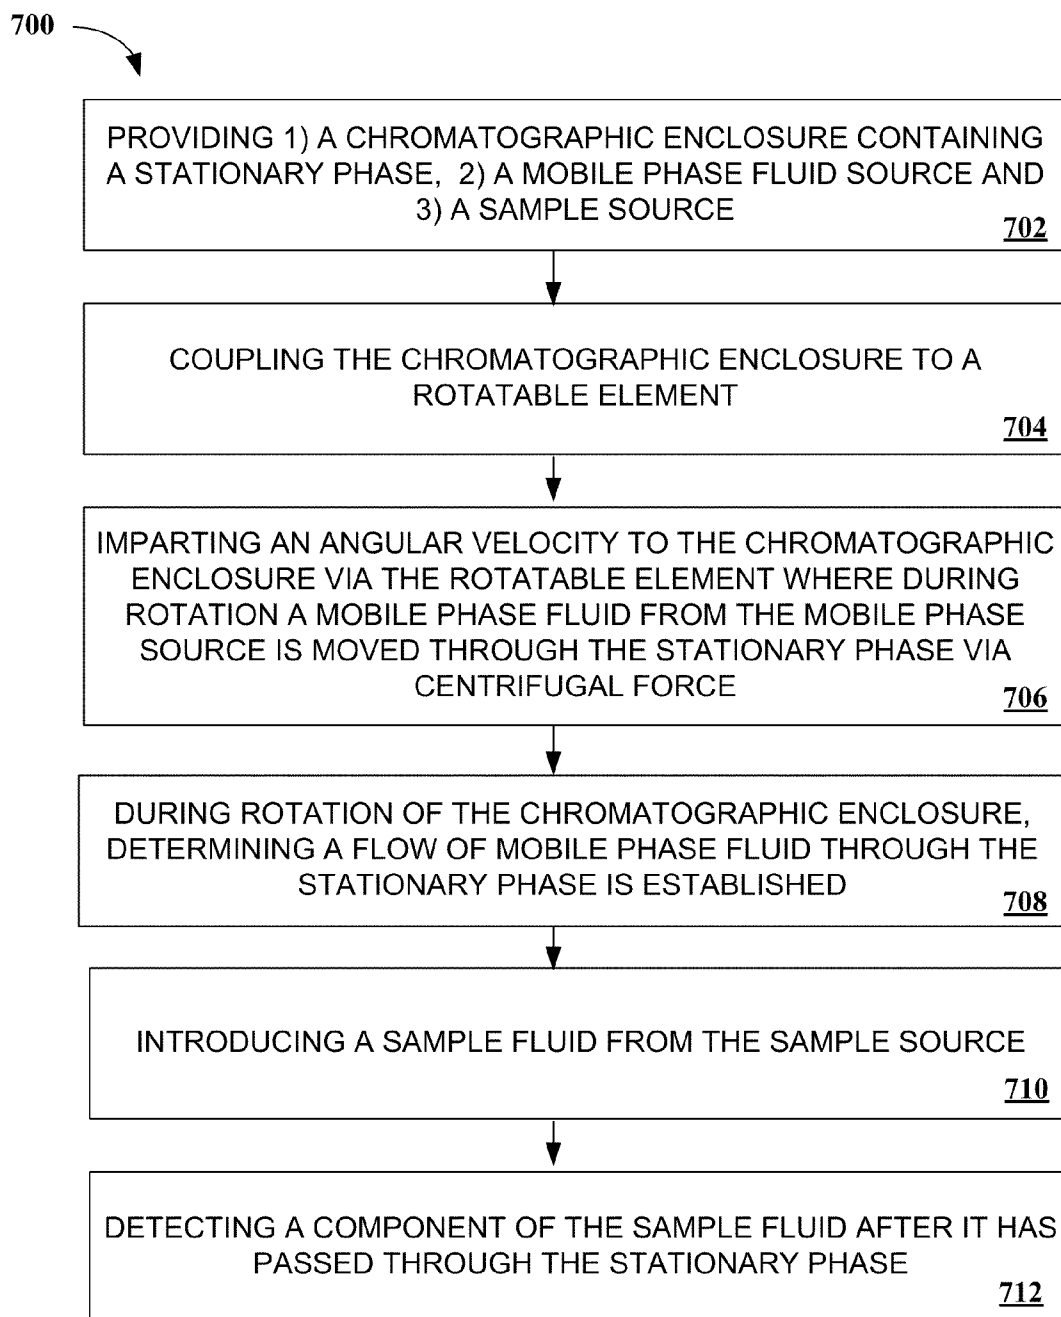 700
PROVIDING 1) A CHROMATOGRAPHIC ENCLOSURE CONTAINING
A STATIONARY PHASE, 2) A MOBILE PHASE FLUID SOURCE AND
3) A SAMPLE SOURCE
702
COUPLING THE CHROMATOGRAPHIC ENCLOSURE TO A
ROTATABLE ELEMENT
704
IMPARTING AN ANGULAR VELOCITY TO THE CHROMATOGRAPHIC
ENCLOSURE VIA THE ROTATABLE ELEMENT WHERE DURING
ROTATION A MOBILE PHASE FLUID FROM THE MOBILE PHASE
SOURCE IS MOVED THROUGH THE STATIONARY PHASE VIA
CENTRIFUGAL FORCE
706
DURING ROTATION OF THE CHROMATOGRAPHIC ENCLOSURE,
DETERMINING A FLOW OF MOBILE PHASE FLUID THROUGH THE
STATIONARY PHASE IS ESTABLISHED
708
INTRODUCING A SAMPLE FLUID FROM THE SAMPLE SOURCE
710
DETECTING A COMPONENT OF THE SAMPLE FLUID AFTER IT HAS
PASSED THROUGH THE STATIONARY PHASE
712